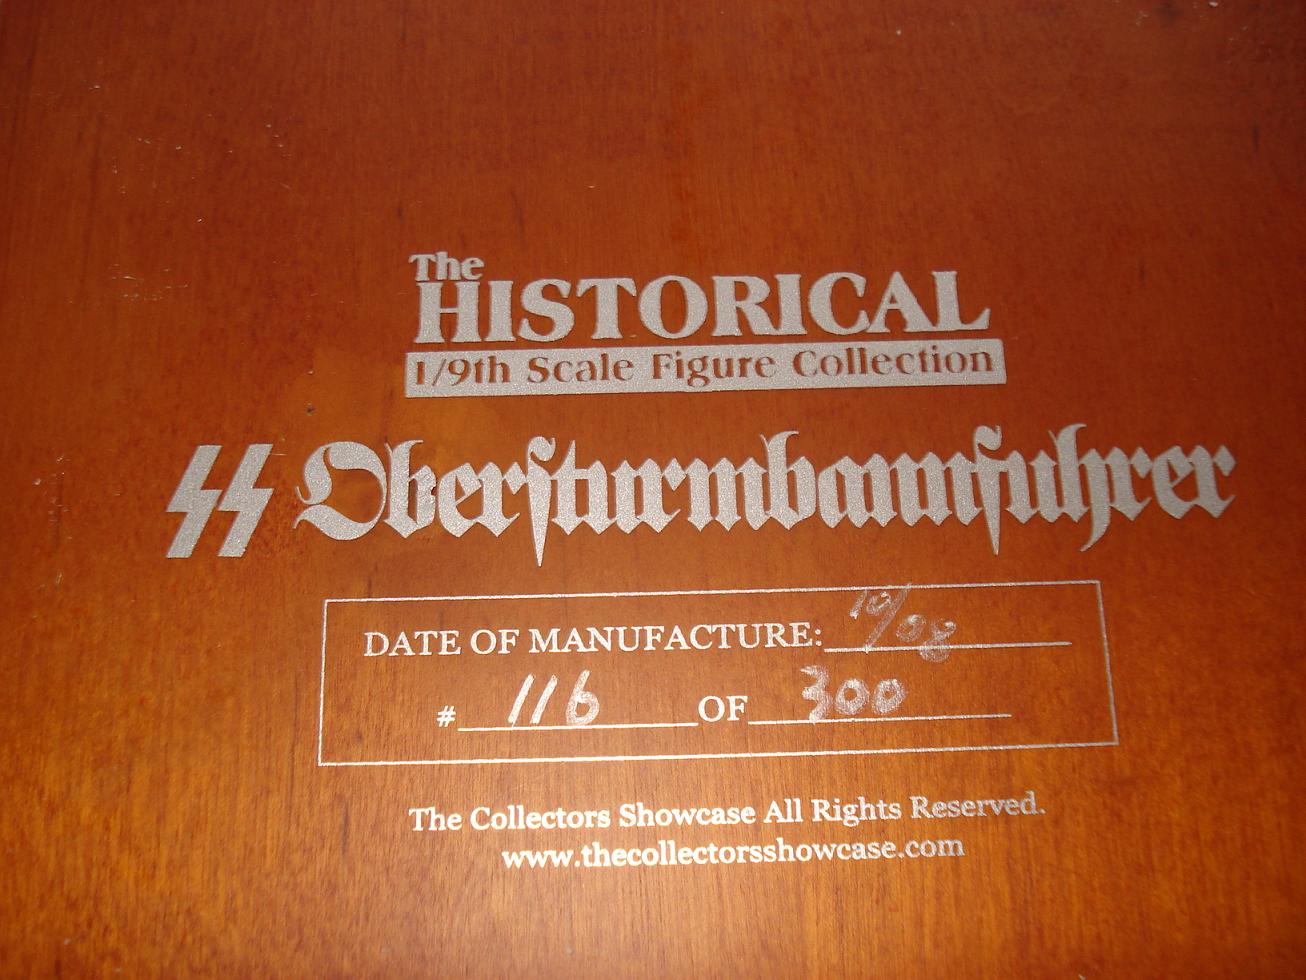 The
HISTORICAL
1/9th Scale Figure Collection
SS Obersturmbannfuhrer
DATE OF MANUFACTURE: 10/08
# 116 OF 300
The Collectors Showcase All Rights Reserved.
www.thecollectorsshowcase.com